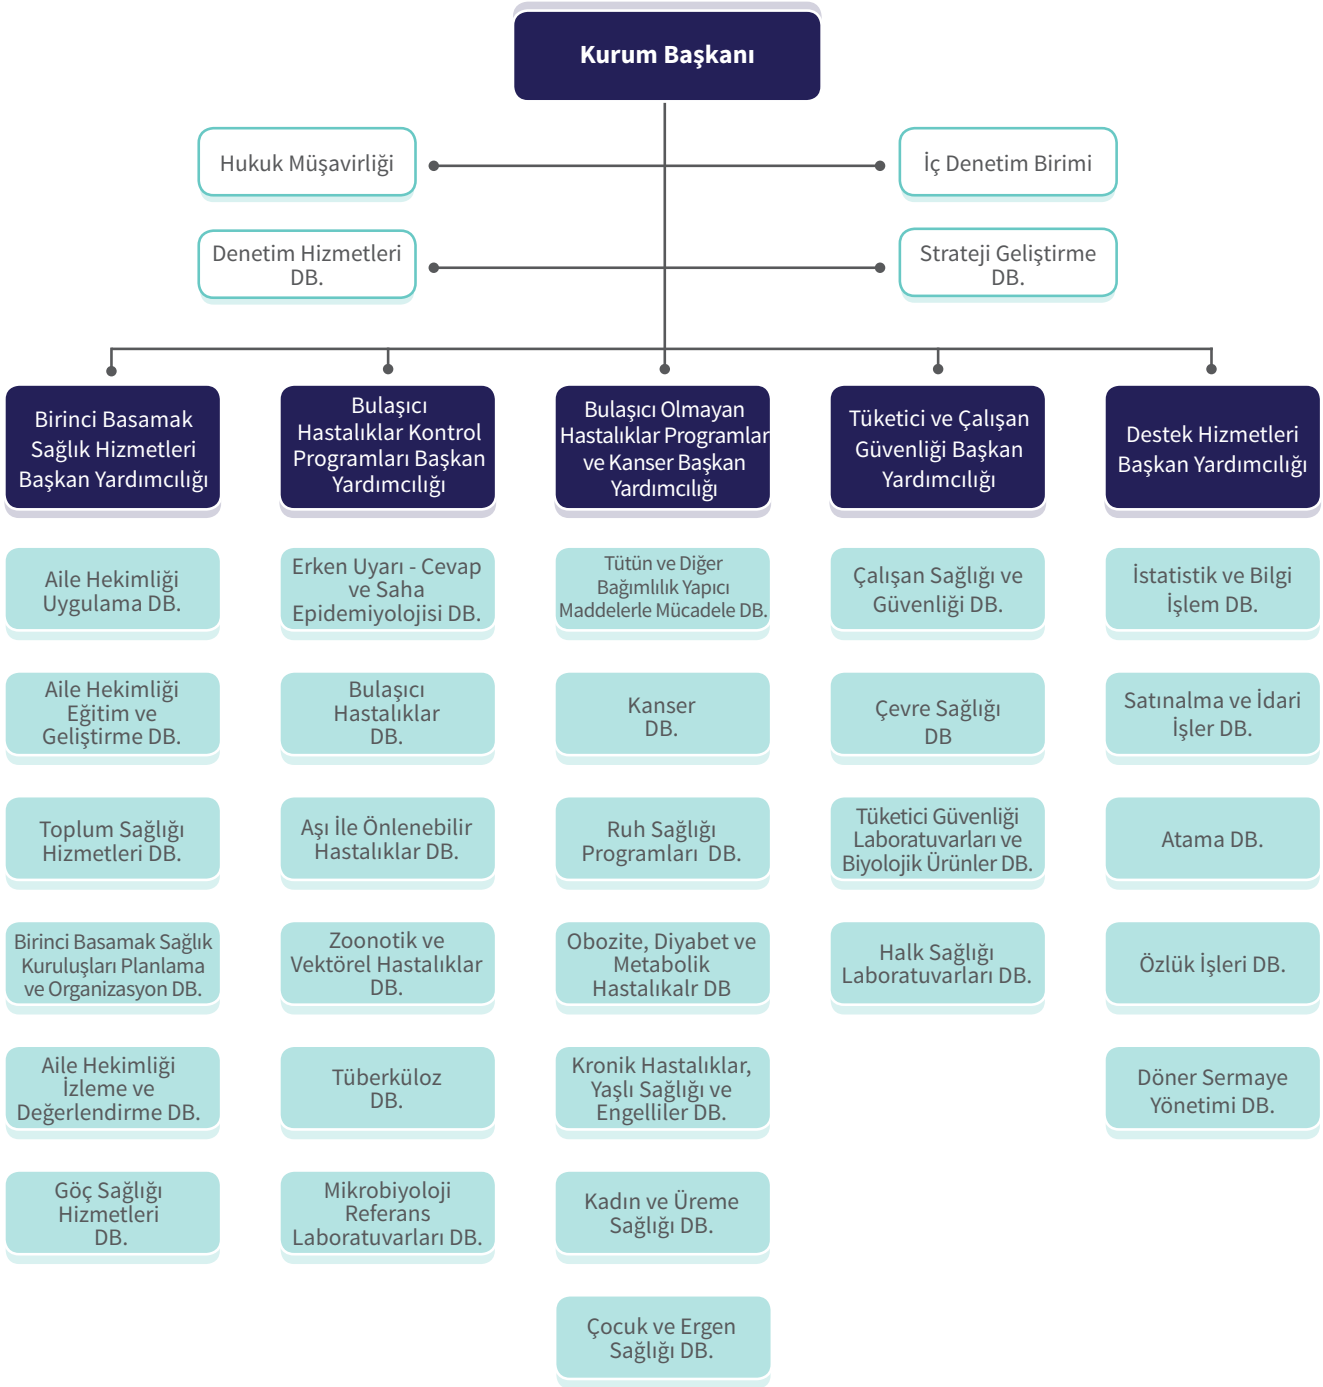 Kurum Başkanı
Hukuk Müşavirliği
İç Denetim Birimi
Denetim Hizmetleri
DB.
Strateji Geliştirme
DB.
Birinci Basamak
Sağlık Hizmetleri
Başkan Yardımcılığı
Bulaşıcı
Hastalıklar Kontrol
Programları Başkan
Yardımcılığı
Bulaşıcı Olmayan
Hastalıklar Programlar
ve Kanser Başkan
Yardımcılığı
Tüketici ve Çalışan
Güvenliği Başkan
Yardımcılığı
Destek Hizmetleri
Başkan Yardımcılığı
Aile Hekimliği
Uygulama DB.
Erken Uyarı - Cevap
ve Saha
Epidemiyolojisi DB.
Tütün ve Diğer
Bağımlılık Yapıcı
Maddelerle Mücadele DB.
Çalışan Sağlığı ve
Güvenliği DB.
İstatistik ve Bilgi
İşlem DB.
Aile Hekimliği
Eğitim ve
Geliştirme DB.
Bulaşıcı
Hastalıklar
DB.
Kanser
DB.
Çevre Sağlığı
DB
Satınalma ve İdari
İşler DB.
Toplum Sağlığı
Hizmetleri DB.
Aşı İle Önlenebilir
Hastalıklar DB.
Ruh Sağlığı
Programları DB.
Tüketici Güvenliği
Laboratuvarları ve
Biyolojik Ürünler DB.
Atama DB.
Birinci Basamak Sağlık
Kuruluşları Planlama
ve Organizasyon DB.
Zoonotik ve
Vektörel Hastalıklar
DB.
Obozite, Diyabet ve
Metabolik
Hastalıkalr DB
Halk Sağlığı
Laboratuvarları DB.
Özlük İşleri DB.
Aile Hekimliği
İzleme ve
Değerlendirme DB.
Tüberküloz
DB.
Kronik Hastalıklar,
Yaşlı Sağlığı ve
Engelliler DB.
Döner Sermaye
Yönetimi DB.
Göç Sağlığı
Hizmetleri
DB.
Mikrobiyoloji
Referans
Laboratuvarları DB.
Kadın ve Üreme
Sağlığı DB.
Çocuk ve Ergen
Sağlığı DB.